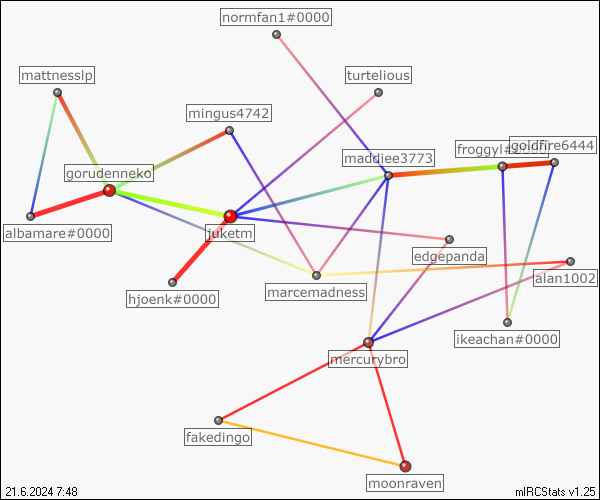 normfan1#0000
mattnesslp
turtelious
mingus4742
goldfire6444
froggyl#0000
maddiee3773
gorudenneko
albamare#0000
juketm
edgepanda
alan1002
marcemadness
hjoenk#0000
ikeachan#0000
mercurybro
fakedingo
moonraven
21.6.2024 7:48
mIRCStats v1.25